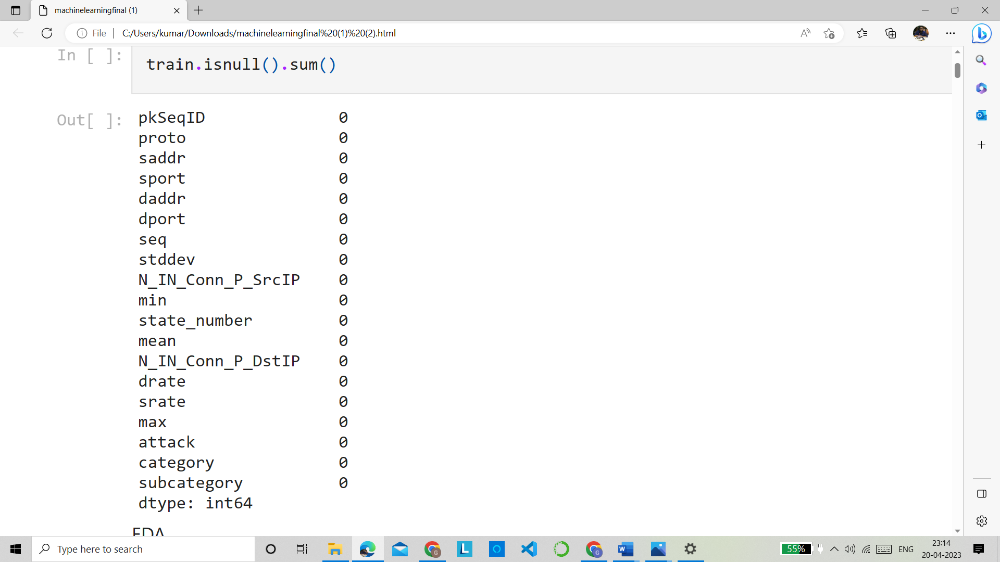 machinelearningfinal (1)
File | C:/Users/kumar/Downloads/machinelearningfinal%20(1)%20(2).html
In [ ]: train.isnull().sum()
Out[ ]: pkSeqID 0
proto 0
saddr 0
sport 0
daddr 0
dport 0
seq 0
stddev 0
N_IN_Conn_P_SrcIP 0
min 0
state_number 0
mean 0
N_IN_Conn_P_DstIP 0
drate 0
srate 0
max 0
attack 0
category 0
subcategory 0
dtype: int64
EDA
Type here to search
55%
ENG
23:14
20-04-2023